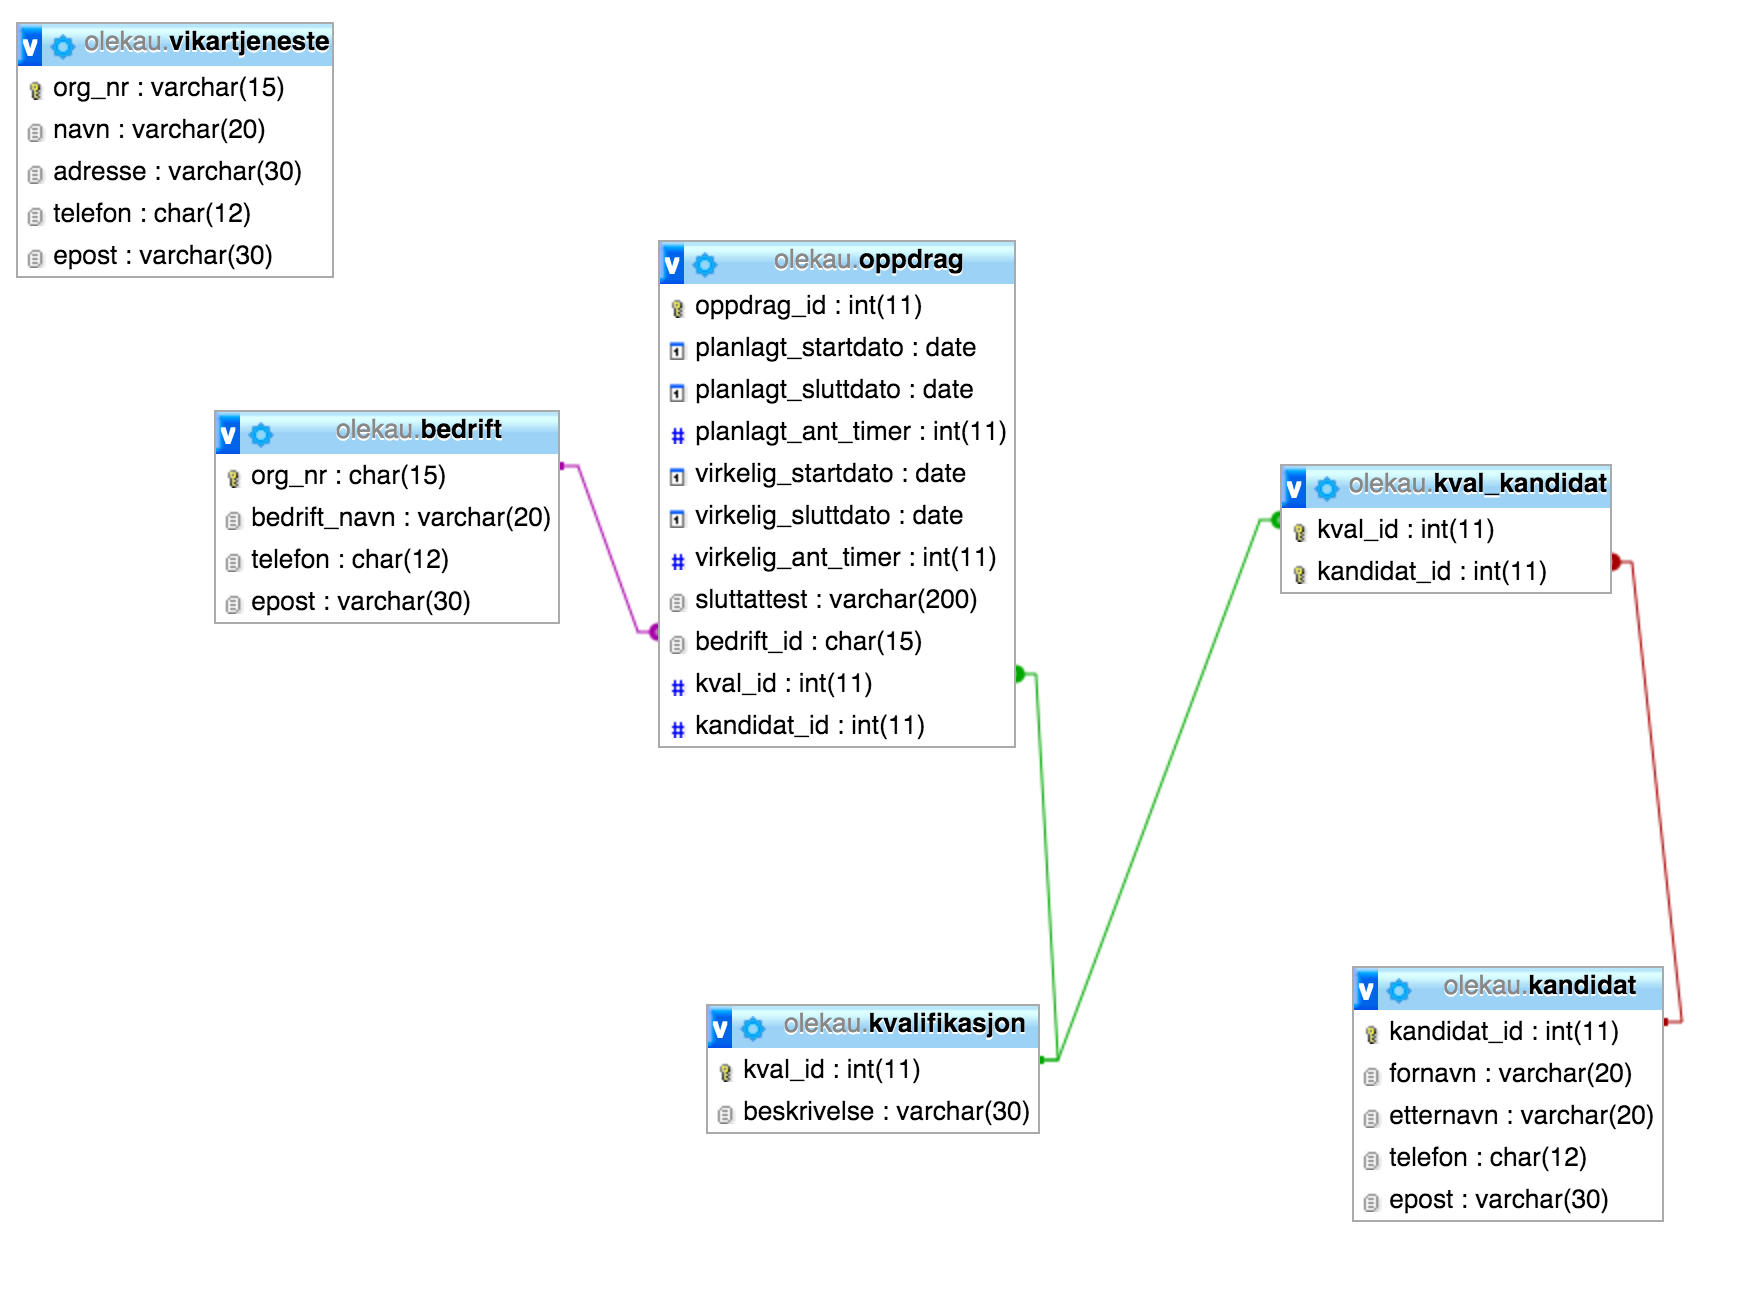 v olekau.vikartjeneste
org_nr : varchar(15)
navn : varchar(20)
adresse : varchar(30)
telefon : char(12)
epost : varchar(30)
v olekau.oppdrag
oppdrag_id : int(11)
planlagt_startdato : date
planlagt_sluttdato : date
# planlagt_ant_timer : int(11)
virkelig_startdato : date
virkelig_sluttdato : date
# virkelig_ant_timer : int(11)
sluttattest : varchar(200)
bedrift_id : char(15)
# kval_id : int(11)
# kandidat_id : int(11)
v olekau.bedrift
org_nr : char(15)
bedrift_navn : varchar(20)
telefon : char(12)
epost : varchar(30)
v olekau.kval_kandidat
kval_id : int(11)
kandidat_id : int(11)
v olekau.kvalifikasjon
kval_id : int(11)
beskrivelse : varchar(30)
v olekau.kandidat
kandidat_id : int(11)
fornavn : varchar(20)
etternavn : varchar(20)
telefon : char(12)
epost : varchar(30)